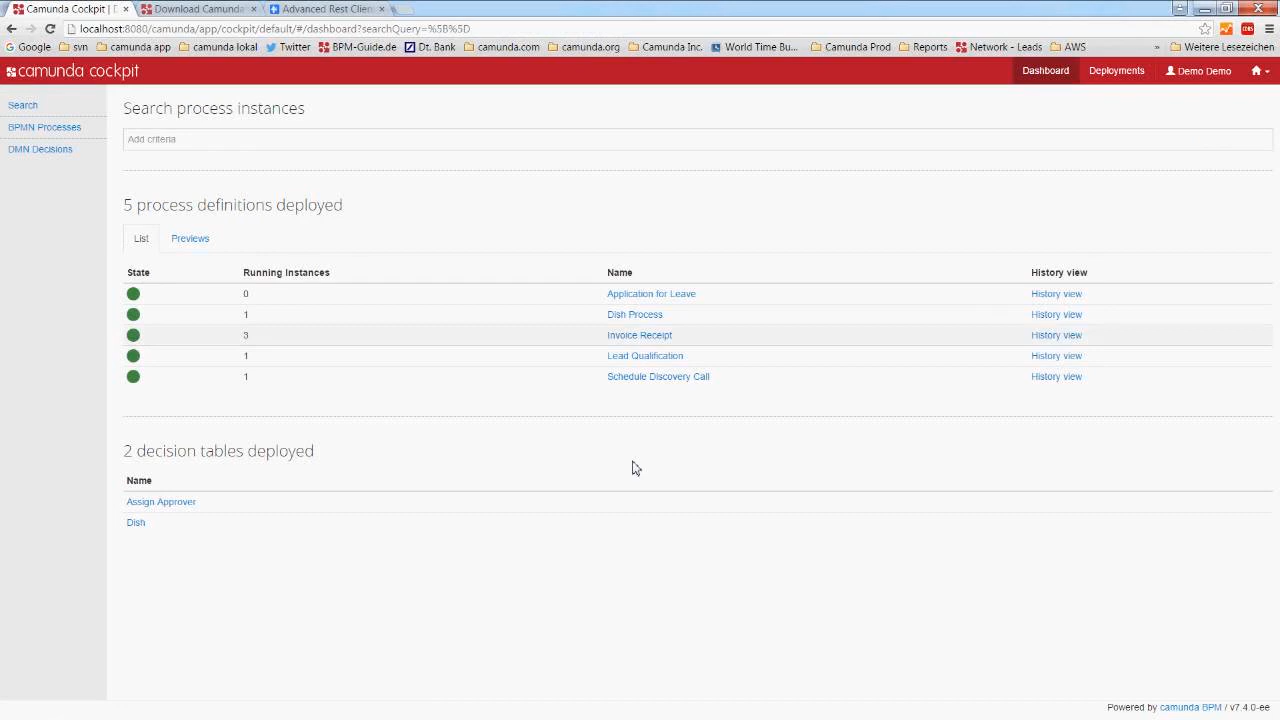 Camunda Cockpit | D
Download Camunda
Advanced Rest Clien
localhost:8080/camunda/app/cockpit/default/#/dashboard?searchQuery=%5B%5D
Google svn camunda app camunda lokal Twitter BPM-Guide.de Dt. Bank camunda.com camunda.org Camunda Inc. World Time Bu... Camunda Prod Reports Network - Leads AWS » Weitere Lesezeichen
camunda cockpit Dashboard Deployments Demo Demo
Search
BPMN Processes
DMN Decisions
Search process instances
Add criteria
5 process definitions deployed
List Previews
State Running Instances Name History view
0 Application for Leave History view
1 Dish Process History view
3 Invoice Receipt History view
1 Lead Qualification History view
1 Schedule Discovery Call History view
2 decision tables deployed
Name
Assign Approver
Dish
Powered by camunda BPM / v7.4.0-ee